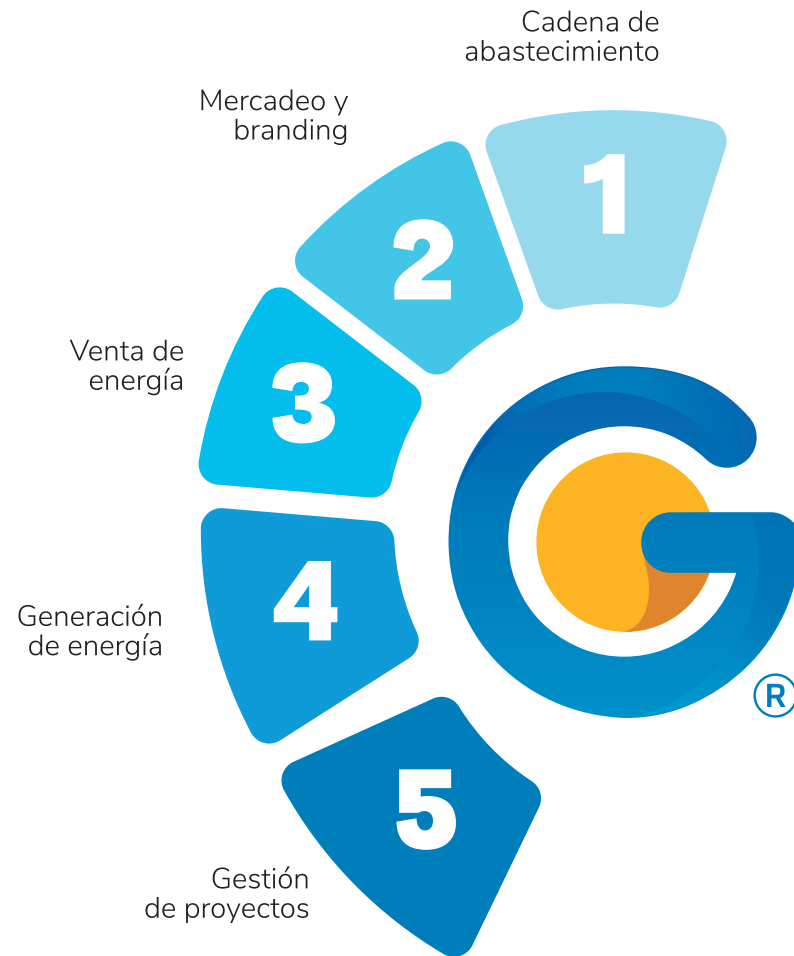 Cadena de
abastecimiento
1
Mercadeo y
branding
2
Venta de
energía
3
Generación
de energía
4
Gestión
de proyectos
5
G
®